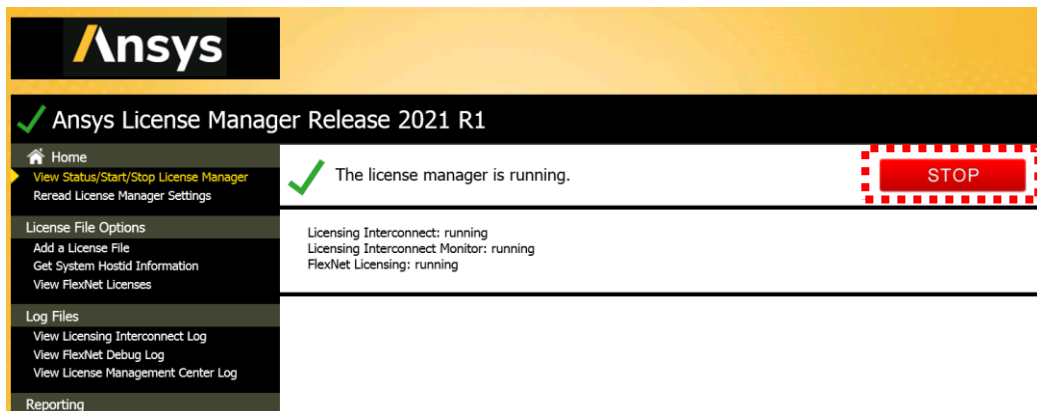 Ansys
Ansys License Manager Release 2021 R1
Home
View Status/Start/Stop License Manager
Reread License Manager Settings
License File Options
Add a License File
Get System Hostid Information
View FlexNet Licenses
Log Files
View Licensing Interconnect Log
View FlexNet Debug Log
View License Management Center Log
Reporting
The license manager is running.
STOP
Licensing Interconnect: running
Licensing Interconnect Monitor: running
FlexNet Licensing: running